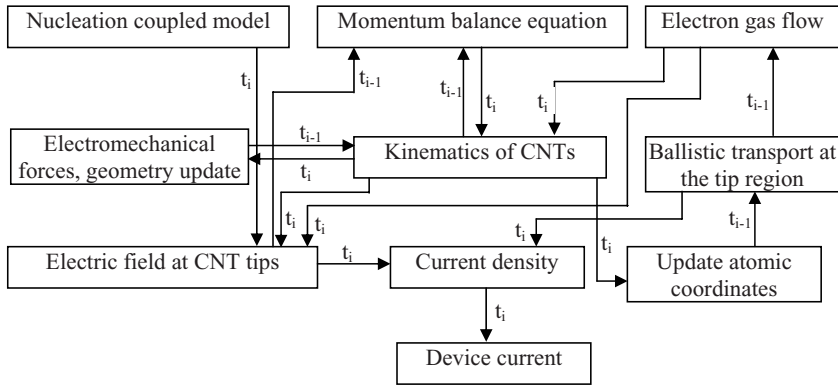 Nucleation coupled model
Momentum balance equation
Electron gas flow
t_i
t_{i-1}
t_{i-1}
t_i
t_i
t_{i-1}
Electromechanical
forces, geometry update
t_{i-1}
t_i
Kinematics of CNTs
Ballistic transport at
the tip region
t_i
t_i
t_i
t_i
t_{i-1}
Electric field at CNT tips
t_i
Current density
Update atomic
coordinates
t_i
Device current